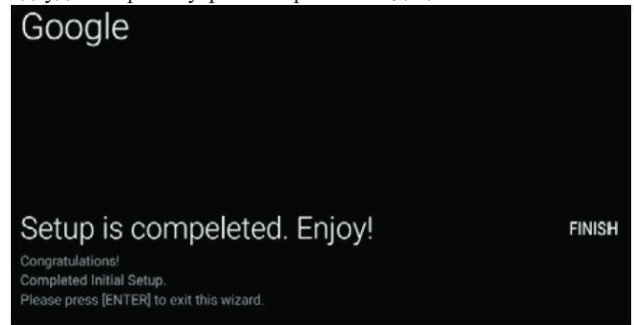 Google
Setup is compeleted. Enjoy!
FINISH
Congratulations!
Completed Initial Setup.
Please press [ENTER] to exit this wizard.